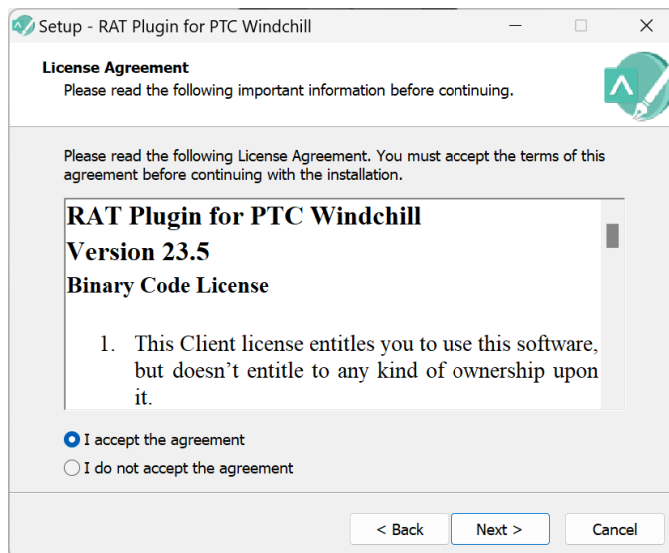 Setup - RAT Plugin for PTC Windchill
License Agreement
Please read the following important information before continuing.
Please read the following License Agreement. You must accept the terms of this
agreement before continuing with the installation.
RAT Plugin for PTC Windchill
Version 23.5
Binary Code License
1. This Client license entitles you to use this software,
but doesn’t entitle to any kind of ownership upon
it.
I accept the agreement
I do not accept the agreement
< Back Next > Cancel